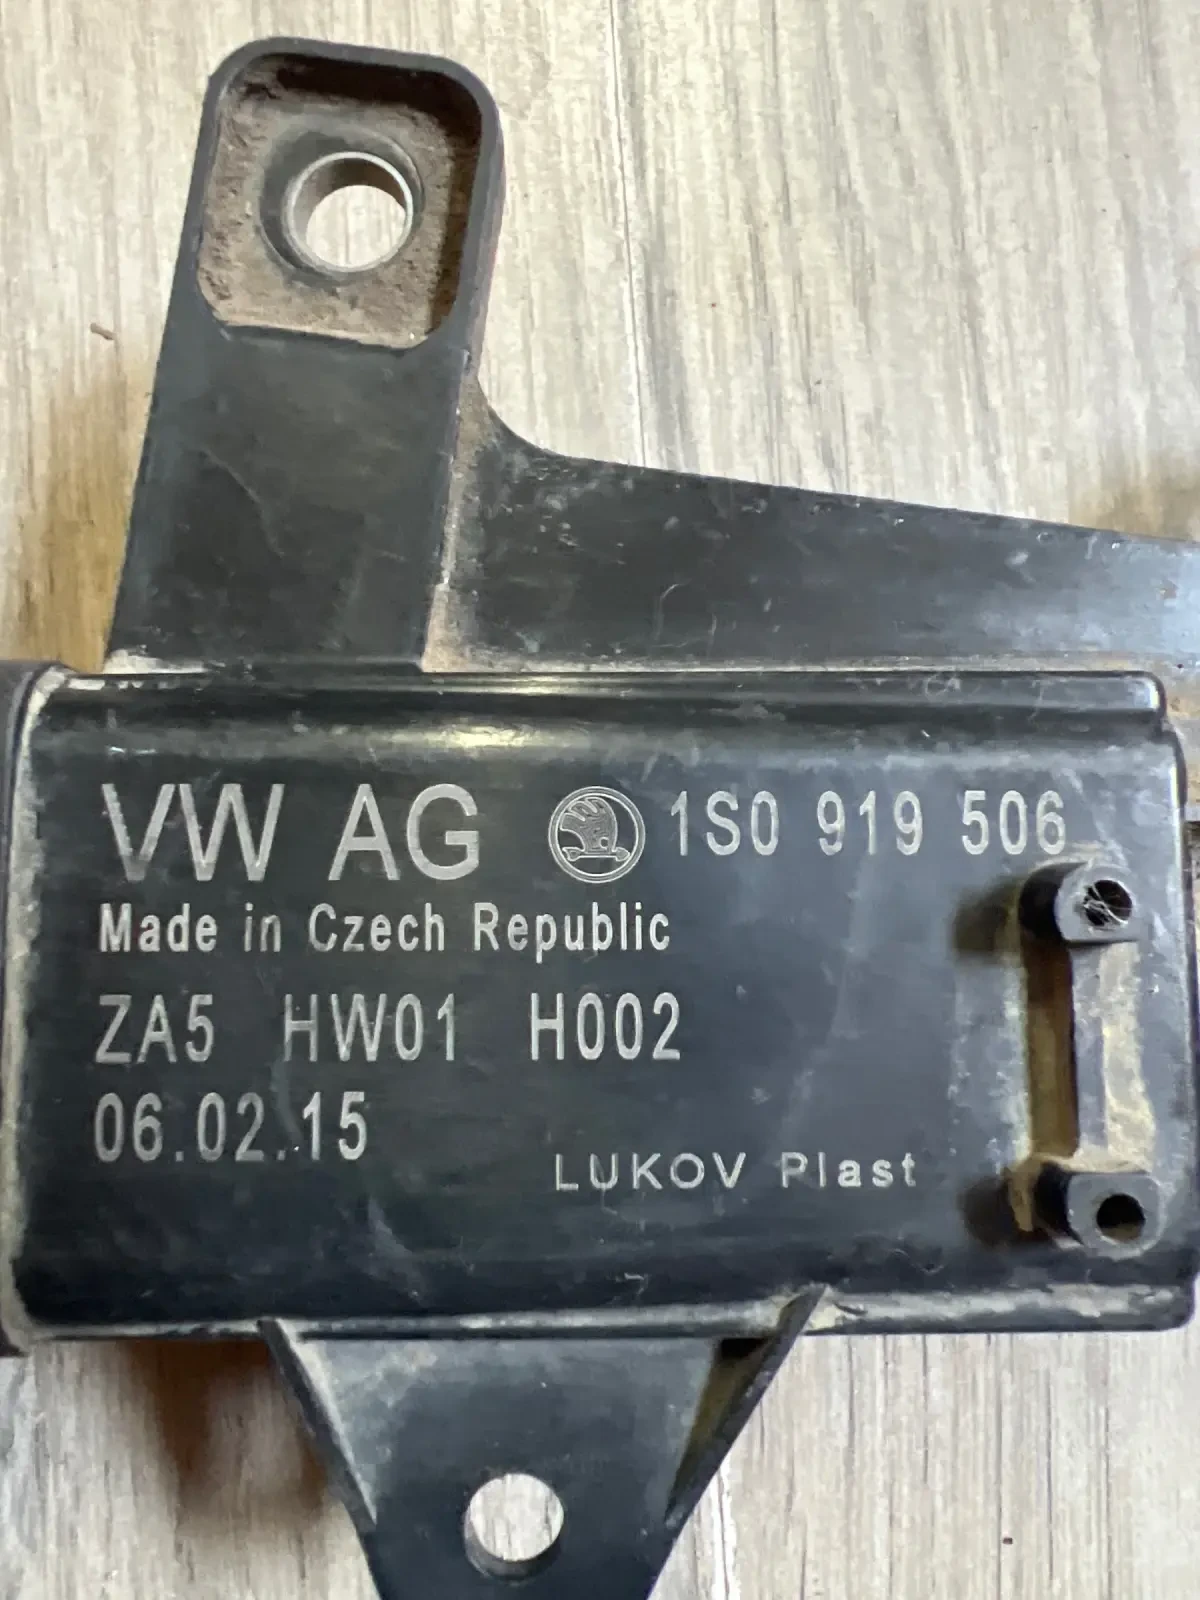 VW AG 1S0 919 506
Made in Czech Republic
ZA5 HW01 H002
06.02.15
LUKOV Plast